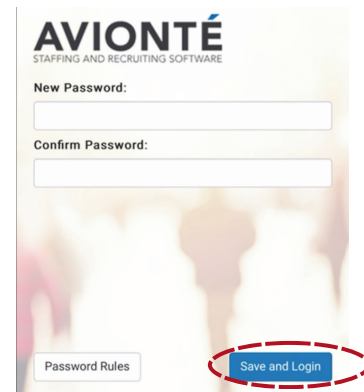 AVIONTÉ
STAFFING AND RECRUITING SOFTWARE
New Password:
Confirm Password:
Password Rules
Save and Login